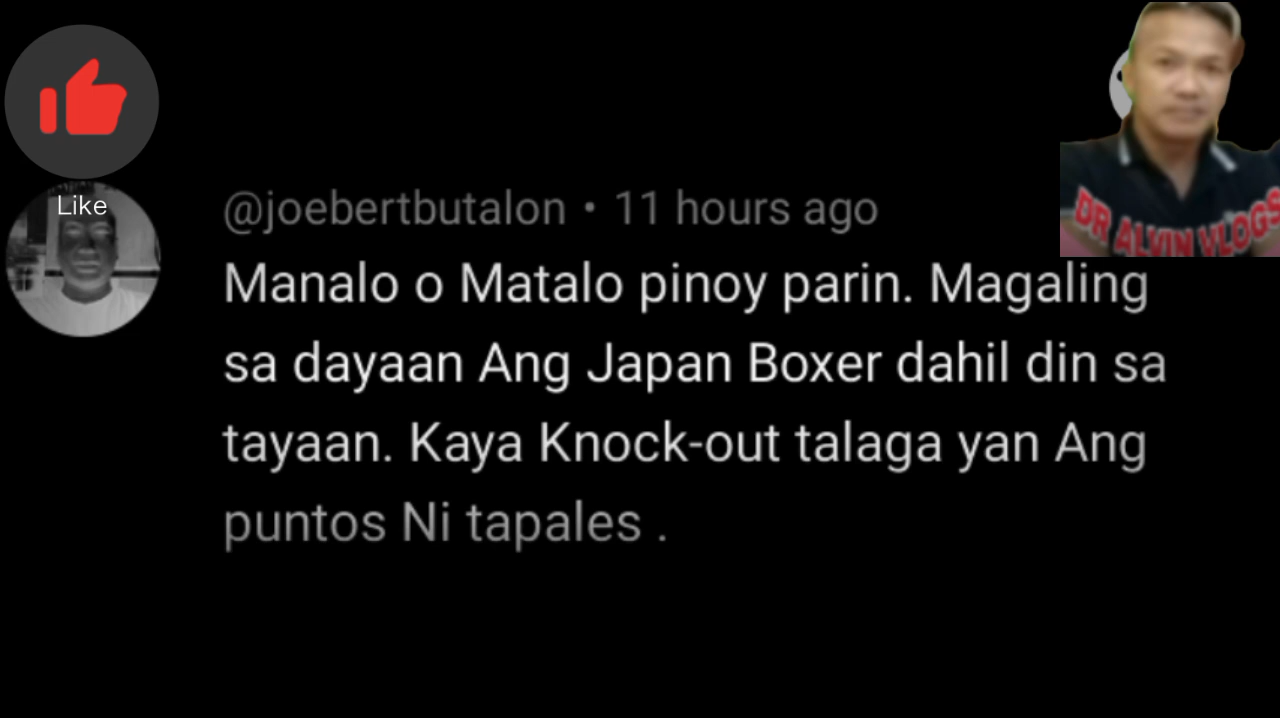 Like
@joebertbutalon • 11 hours ago
Manalo o Matalo pinoy parin. Magaling
sa dayaan Ang Japan Boxer dahil din sa
tayaan. Kaya Knock-out talaga yan Ang
puntos Ni tapales .
DR ALVIN VLOGS